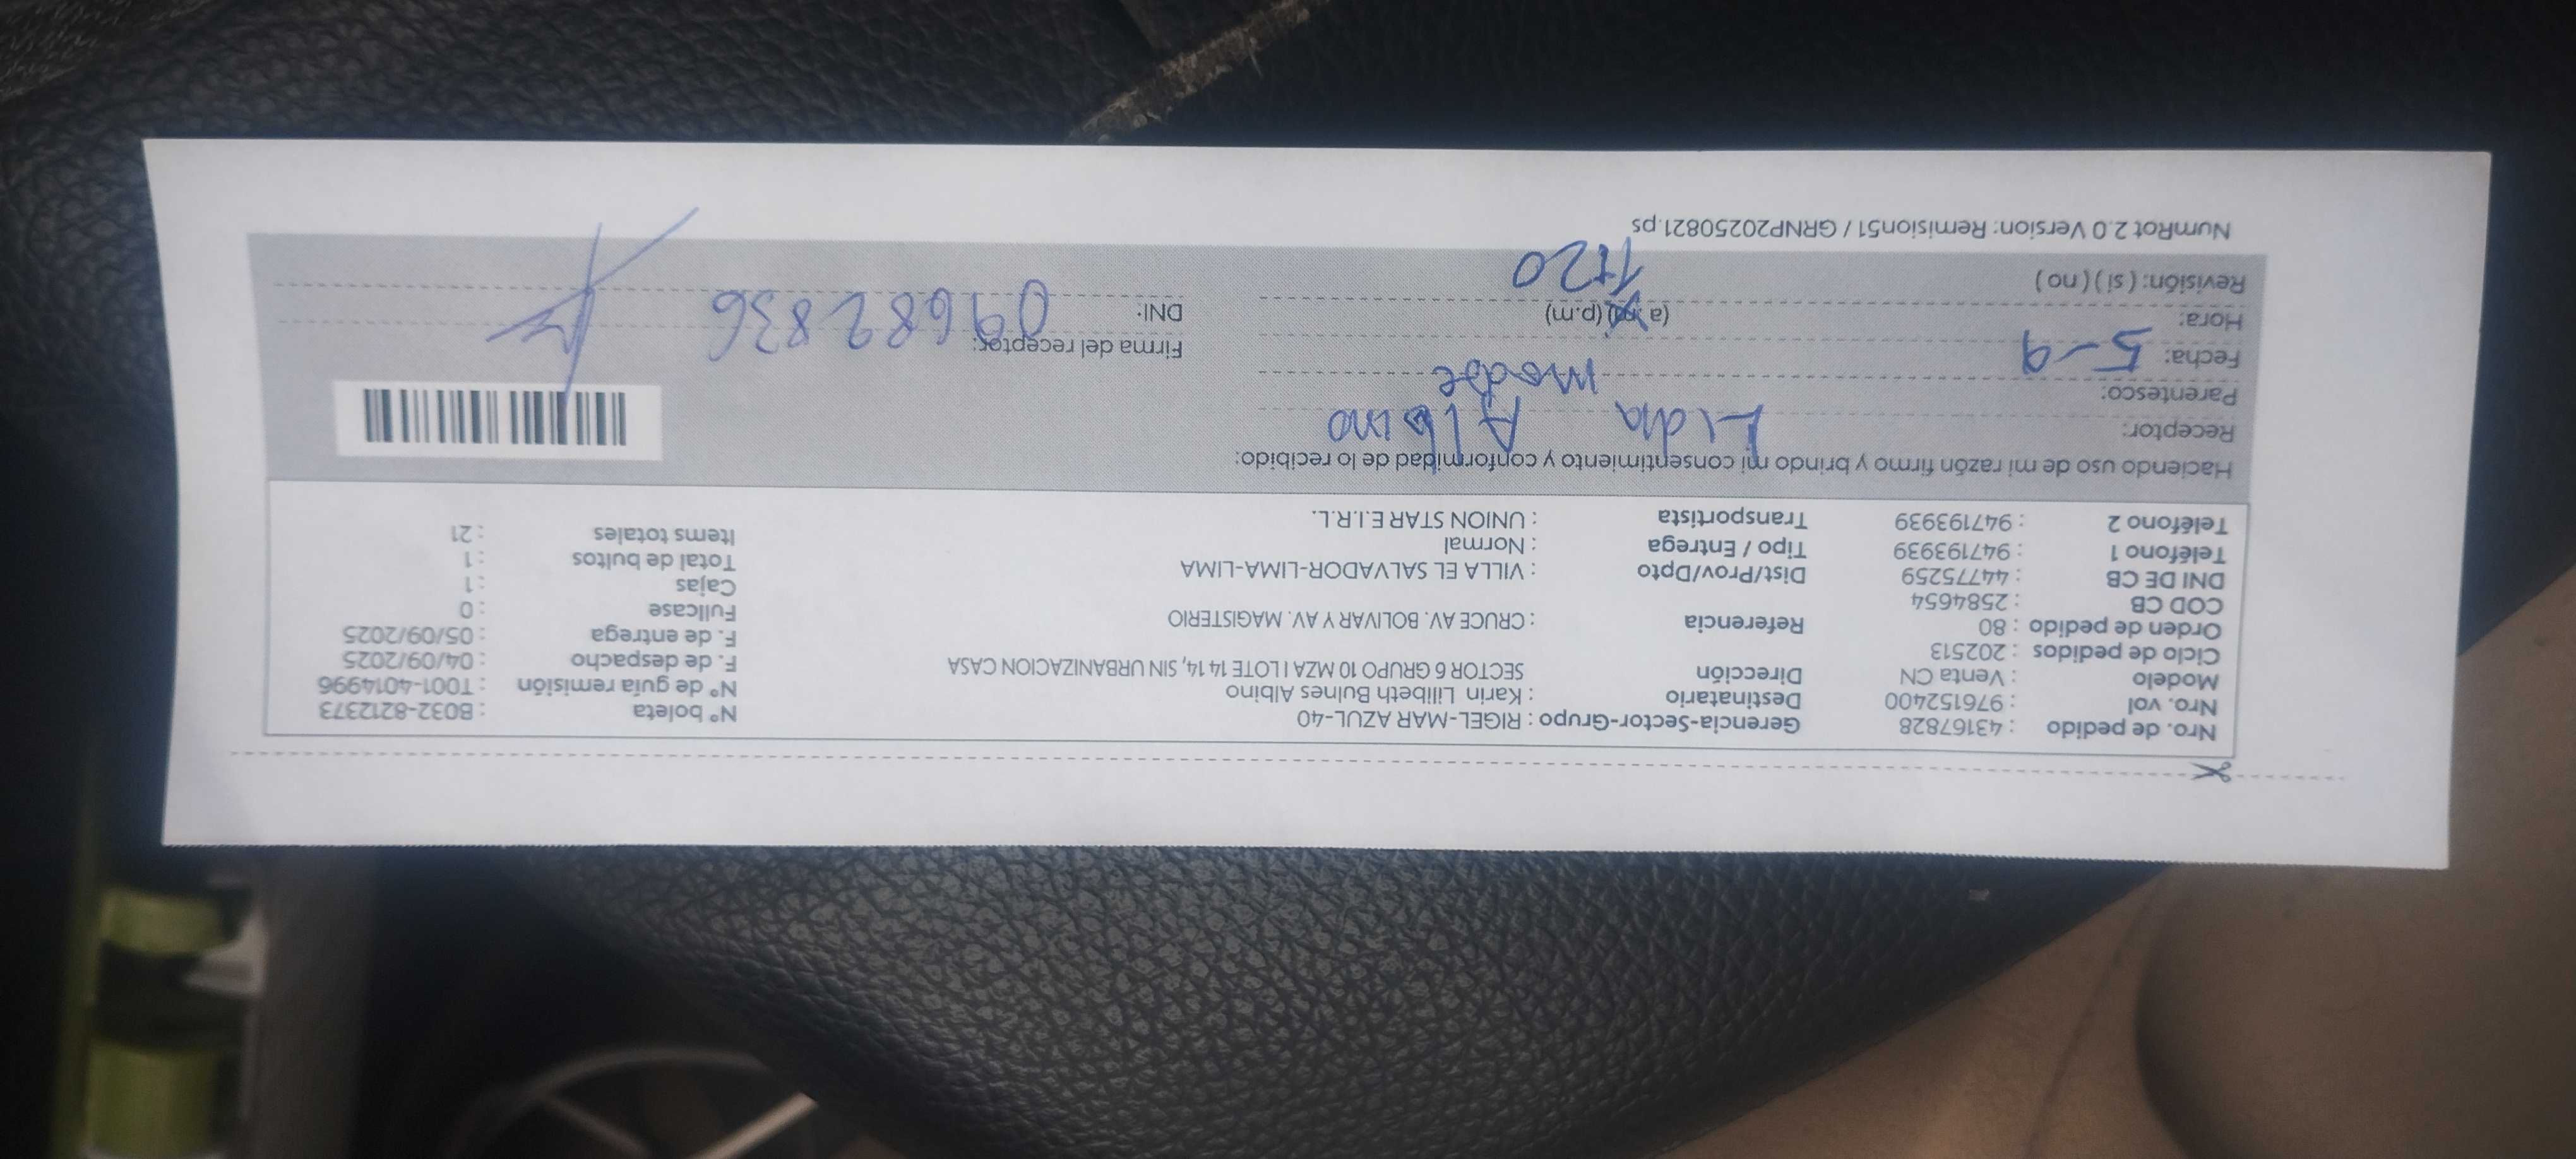 Nro. de pedido : 43167828 Gerencia-Sector-Grupo : RIGEL-MAR AZUL-40 N° boleta : B032-8212373
Nro. vol : 976152400 Destinatario : Karin Lilibeth Bulnes Albino N° de guía remisión : T001-4014996
Modelo : Venta CN Dirección SECTOR 6 GRUPO 10 MZA I LOTE 14 14, SIN URBANIZACION CASA F. de despacho : 04/09/2025
Ciclo de pedidos : 202513 F. de entrega : 05/09/2025
Orden de pedido : 80 Referencia : CRUCE AV. BOLIVAR Y AV. MAGISTERIO Fullcase : 0
COD CB : 2584654 Cajas : 1
DNI DE CB : 44775259 Dist/Prov/Dpto : VILLA EL SALVADOR-LIMA-LIMA Total de bultos : 1
Teléfono 1 : 947193939 Tipo / Entrega : Normal Items totales : 21
Teléfono 2 : 947193939 Transportista : UNION STAR E.I.R.L.
Haciendo uso de mi razón firmo y brindo mi consentimiento y conformidad de lo recibido:
Receptor: Lidia Albino
Parentesco: madre
Fecha: 5-9 Firma del receptor:
Hora: (a.m) (p.m) DNI: 09682836
Revisión: ( si ) ( no ) 1:20
NumRot 2.0 Version: Remision51 / GRNP20250821.ps